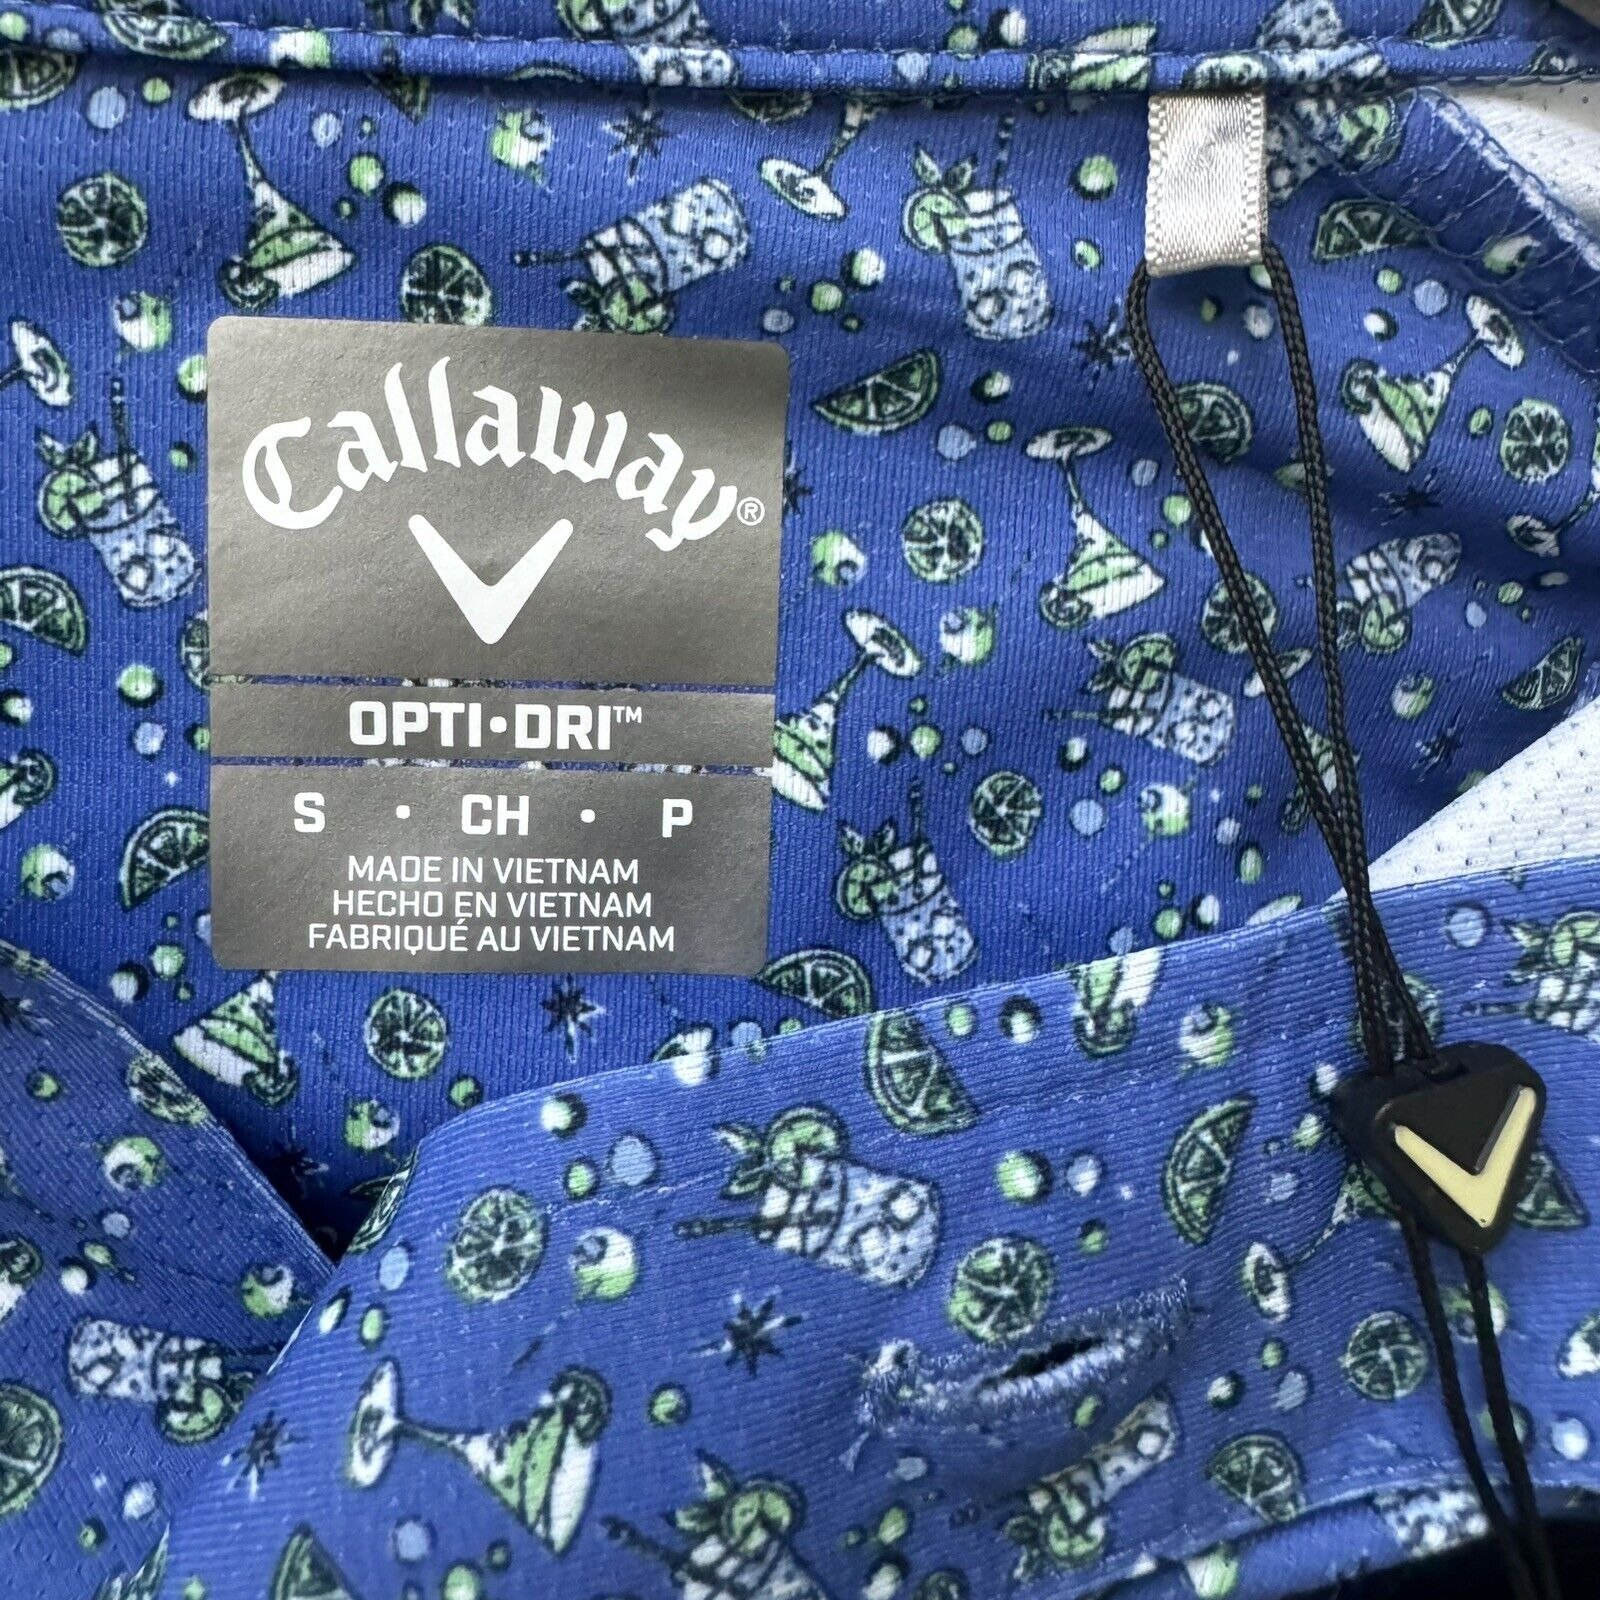 Callaway®
OPTI•DRI™
S • CH • P
MADE IN VIETNAM
HECHO EN VIETNAM
FABRIQUÉ AU VIETNAM